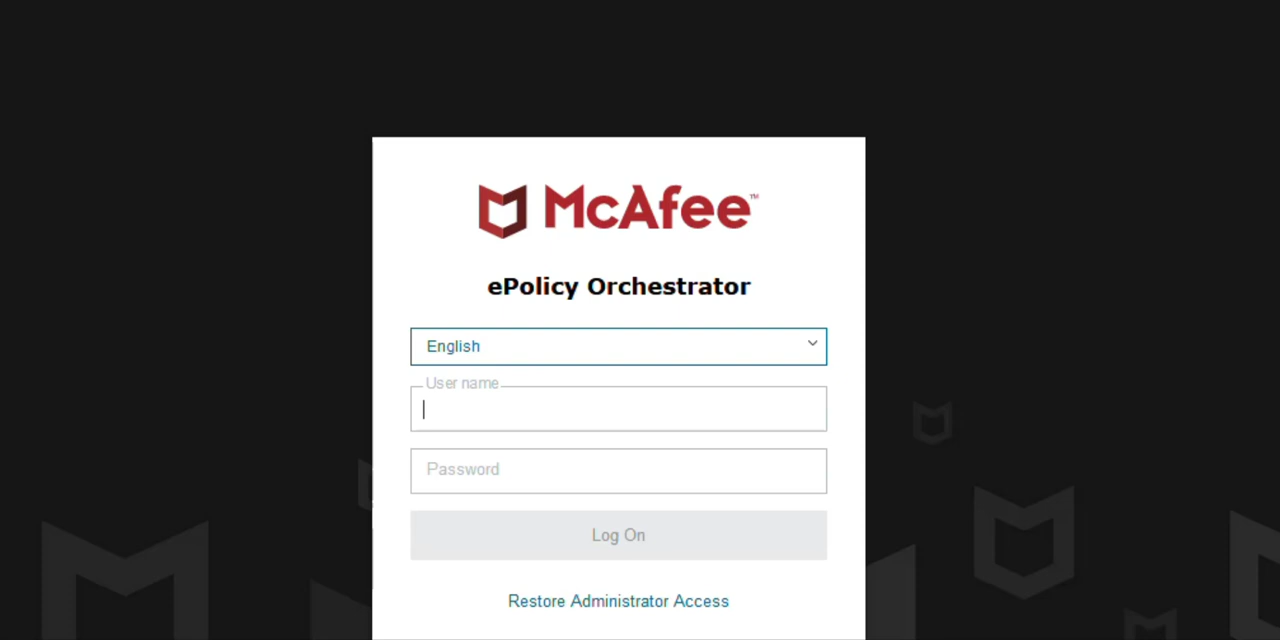 McAfee™
ePolicy Orchestrator
English
User name
Password
Log On
Restore Administrator Access